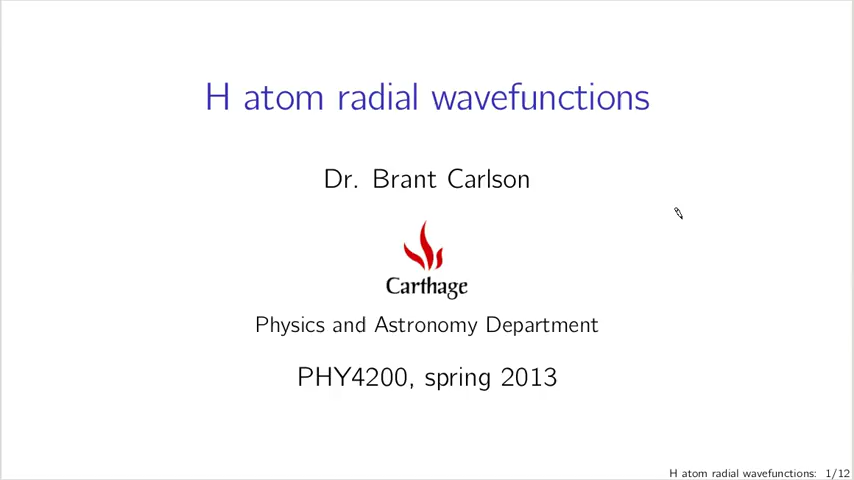 H atom radial wavefunctions
Dr. Brant Carlson
Carthage
Physics and Astronomy Department
PHY4200, spring 2013
H atom radial wavefunctions: 1/12